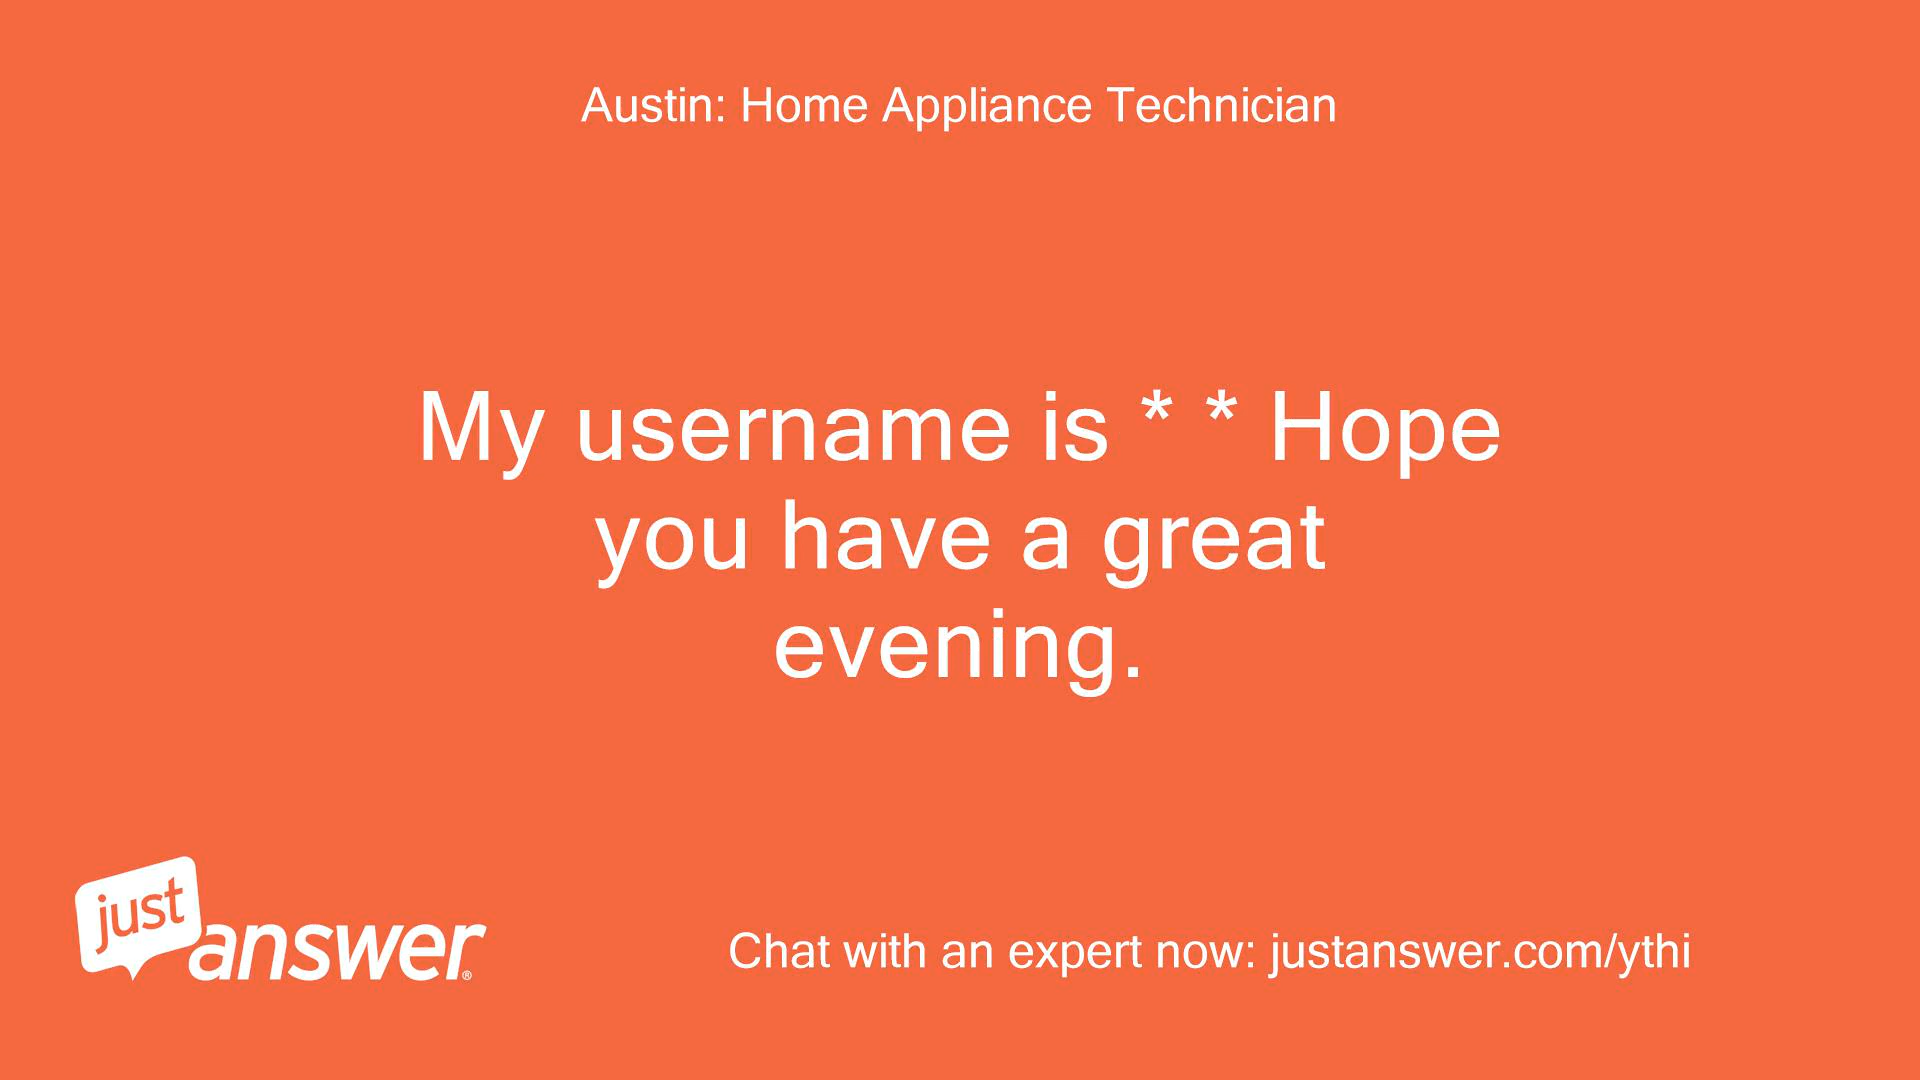 Austin: Home Appliance Technician
My username is * * Hope
you have a great
evening.
just
answer®
Chat with an expert now: justanswer.com/ythi